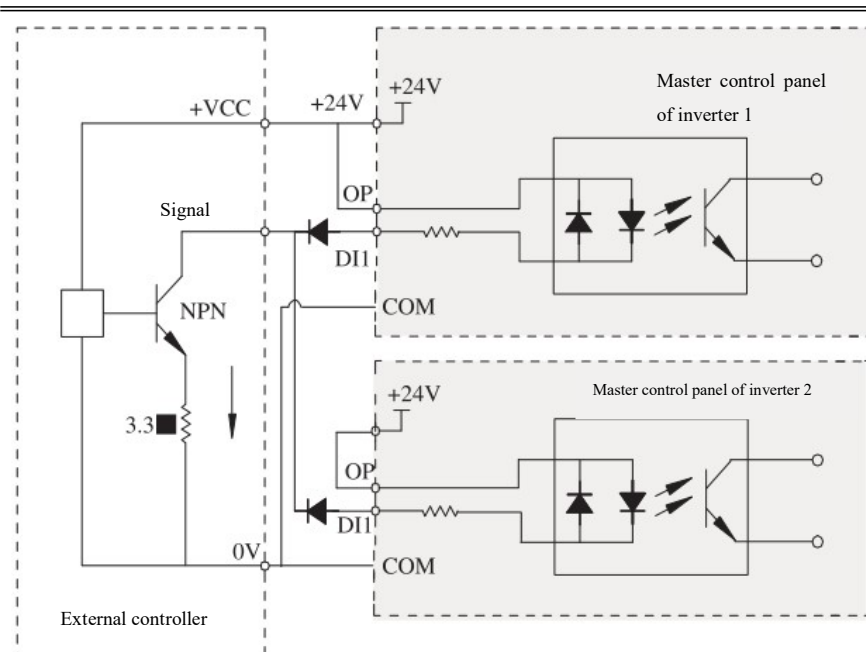 +24V
Master control panel
of inverter 1
+VCC
+24V
OP
Signal
DI1
NPN
COM
+24V
Master control panel of inverter 2
3.3■
OP
DI1
0V
COM
External controller